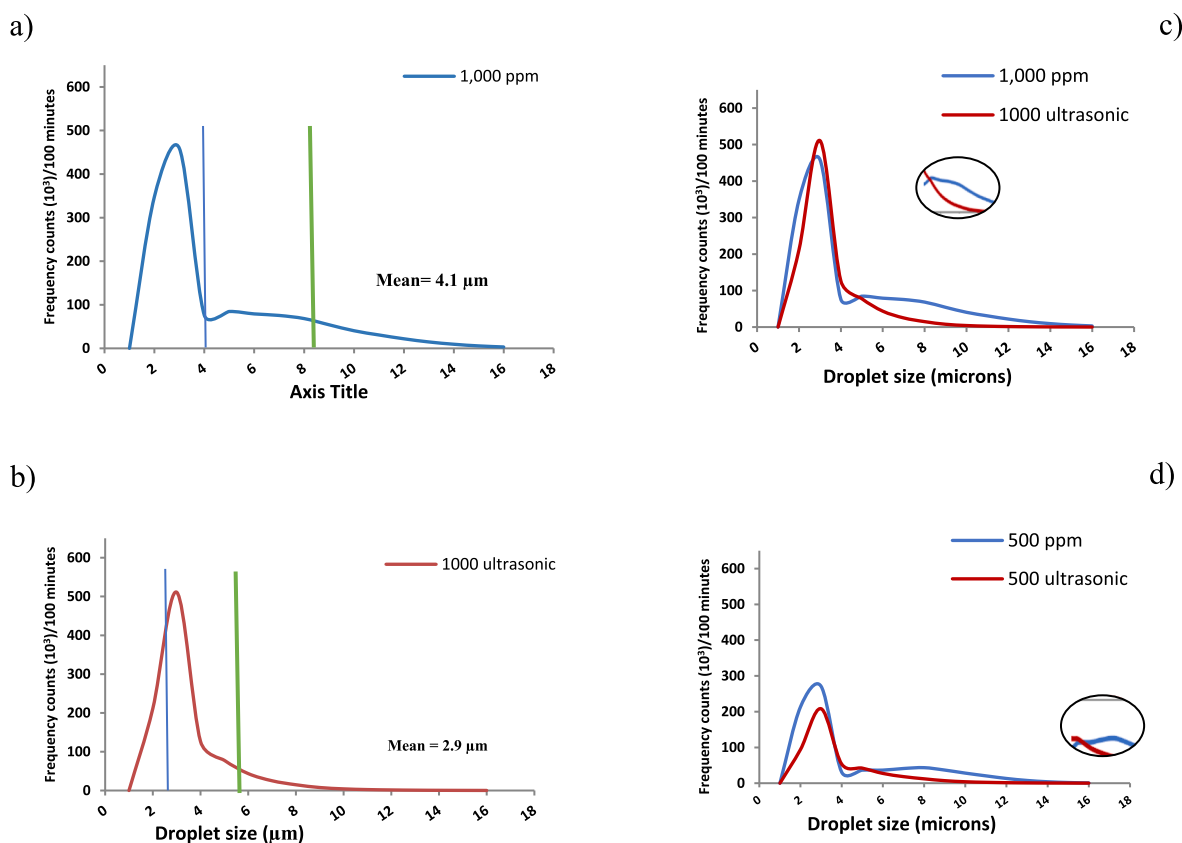 a)
1,000 ppm
Frequency counts (10³)/100 minutes
600
500
400
300
200
100
0
Mean= 4.1 µm
0 2 4 6 8 10 12 14 16 18
Axis Title
c)
1,000 ppm
1000 ultrasonic
Frequency counts (10³)/100 minutes
600
500
400
300
200
100
0
0 2 4 6 8 10 12 14 16 18
Droplet size (microns)
b)
1000 ultrasonic
Frequency counts (10³)/100 minutes
600
500
400
300
200
100
0
Mean = 2.9 µm
0 2 4 6 8 10 12 14 16 18
Droplet size (µm)
d)
500 ppm
500 ultrasonic
Frequency counts (10³)/100 minutes
600
500
400
300
200
100
0
0 2 4 6 8 10 12 14 16 18
Droplet size (microns)